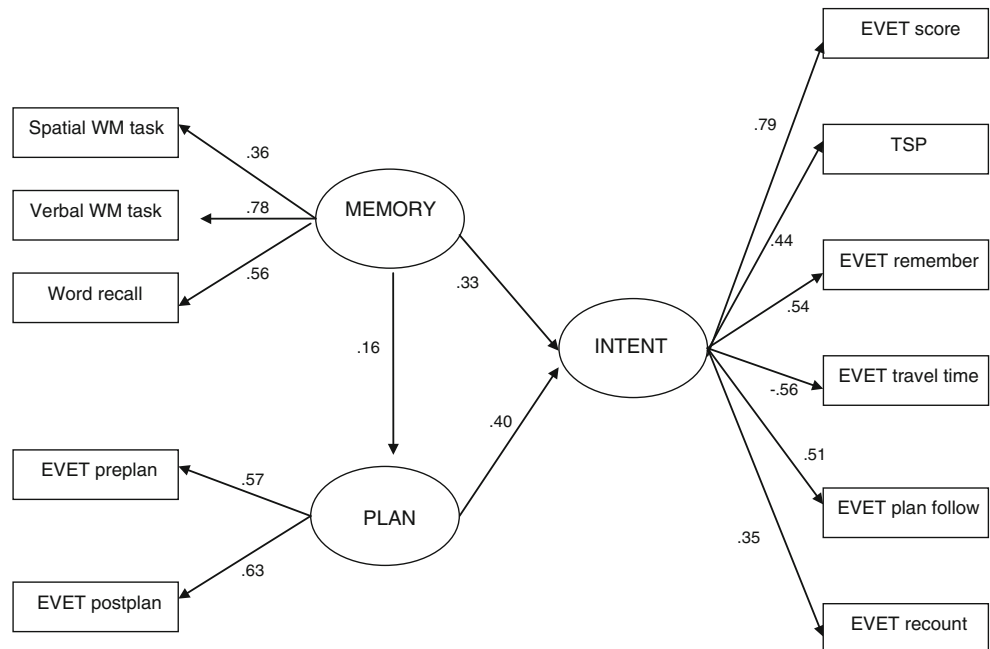 EVET score
.79
Spatial WM task
TSP
.36
MEMORY
Verbal WM task
.78
.44
EVET remember
Word recall
.56
.33
.54
INTENT
.16
EVET travel time
-.56
.40
EVET preplan
.57
.51
EVET plan follow
PLAN
.35
.63
EVET postplan
EVET recount